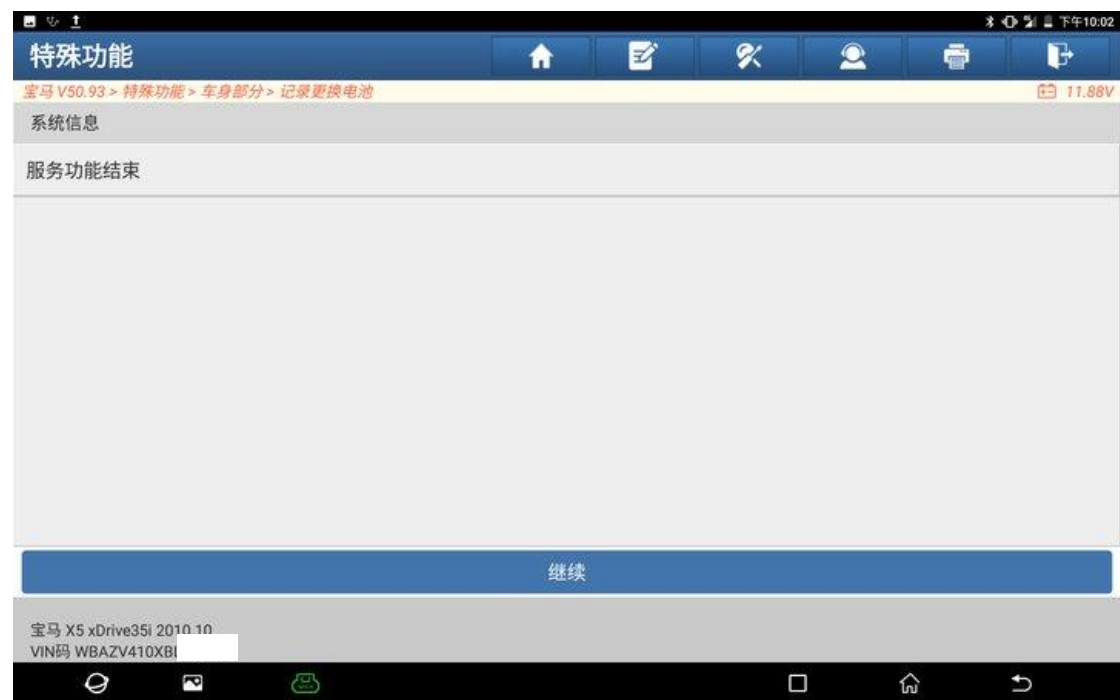 下午10:02
特殊功能
宝马 V50.93 > 特殊功能 > 车身部分 > 记录更换电池
11.88V
系统信息
服务功能结束
继续
宝马 X5 xDrive35i 2010.10
VIN码 WBAZV410XB